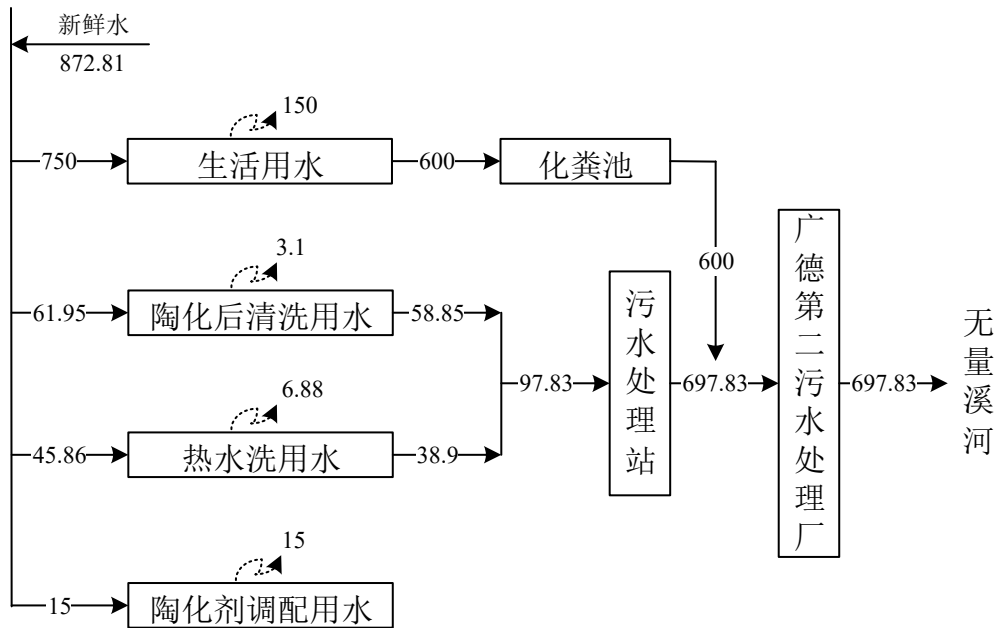 新鲜水
872.81
150
750
生活用水
600
化粪池
600
3.1
61.95
陶化后清洗用水
58.85
6.88
45.86
热水洗用水
38.9
97.83
污水处理站
697.83
广德第二污水处理厂
697.83
无量溪河
15
15
陶化剂调配用水